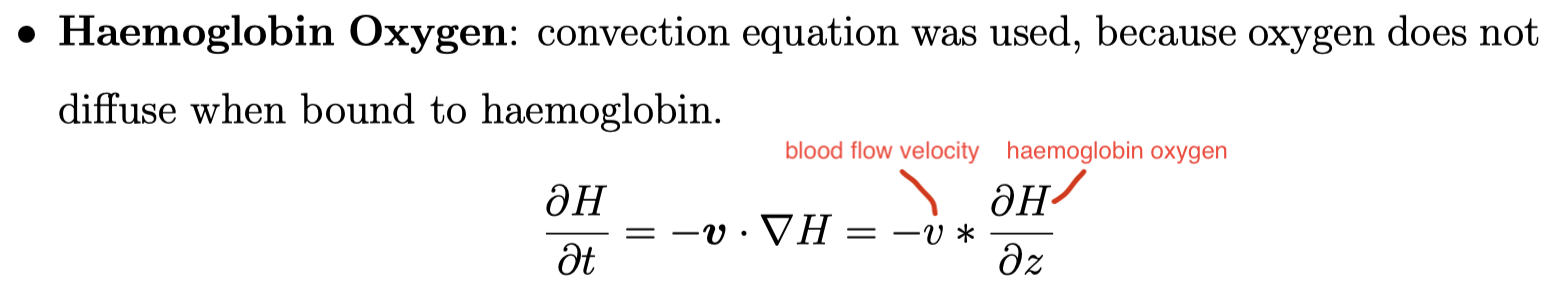 • Haemoglobin Oxygen: convection equation was used, because oxygen does not
diffuse when bound to haemoglobin.
blood flow velocity haemoglobin oxygen
∂H/∂t = −v · ∇H = −v * ∂H/∂z